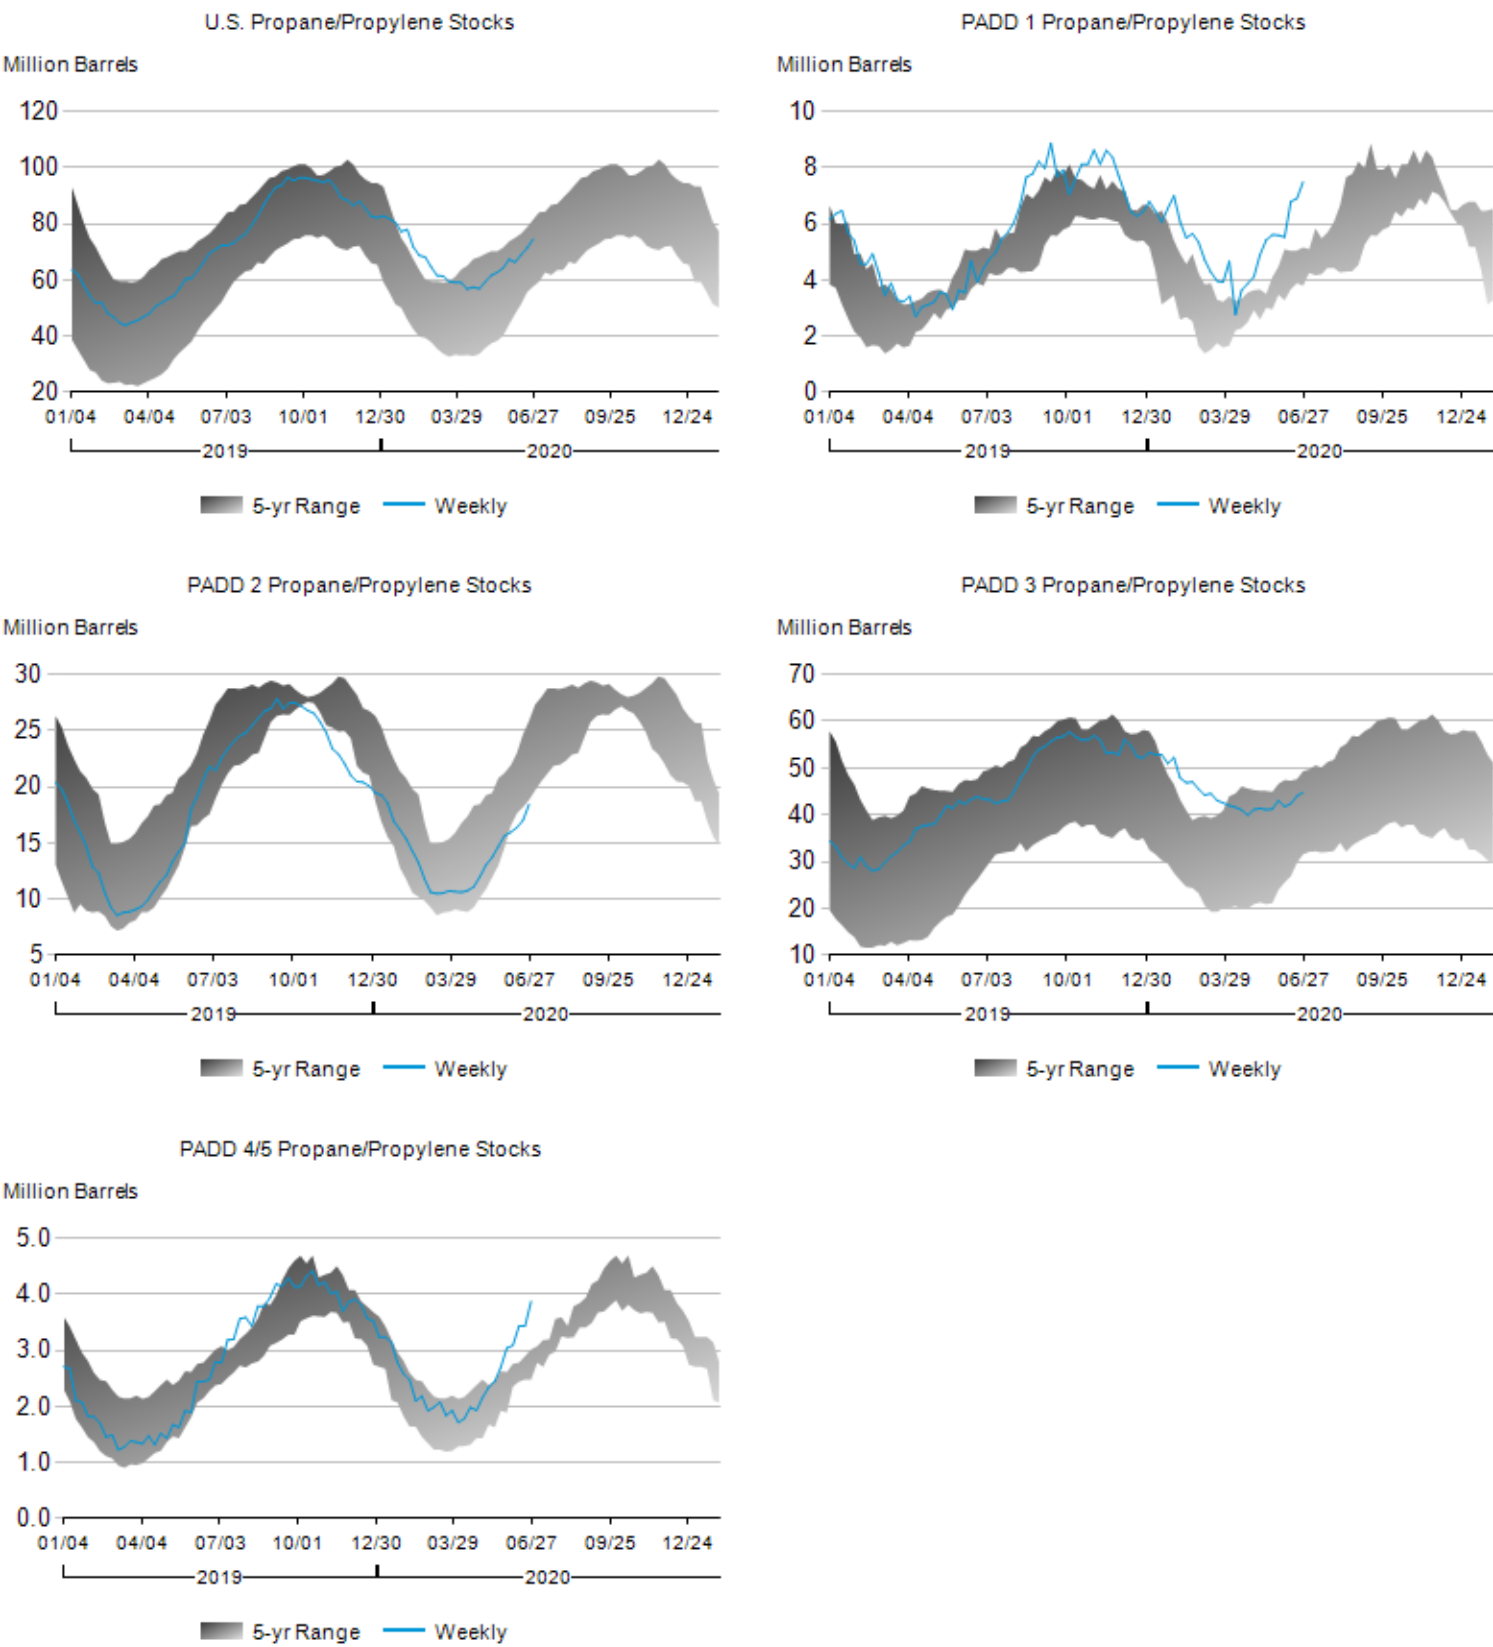 U.S. Propane/Propylene Stocks
Million Barrels
120
100
80
60
40
20
01/04 04/04 07/03 10/01 12/30 03/29 06/27 09/25 12/24
2019 2020
5-yr Range Weekly
PADD 1 Propane/Propylene Stocks
Million Barrels
10
8
6
4
2
0
01/04 04/04 07/03 10/01 12/30 03/29 06/27 09/25 12/24
2019 2020
5-yr Range Weekly
PADD 2 Propane/Propylene Stocks
Million Barrels
30
25
20
15
10
5
01/04 04/04 07/03 10/01 12/30 03/29 06/27 09/25 12/24
2019 2020
5-yr Range Weekly
PADD 3 Propane/Propylene Stocks
Million Barrels
70
60
50
40
30
20
10
01/04 04/04 07/03 10/01 12/30 03/29 06/27 09/25 12/24
2019 2020
5-yr Range Weekly
PADD 4/5 Propane/Propylene Stocks
Million Barrels
5.0
4.0
3.0
2.0
1.0
0.0
01/04 04/04 07/03 10/01 12/30 03/29 06/27 09/25 12/24
2019 2020
5-yr Range Weekly